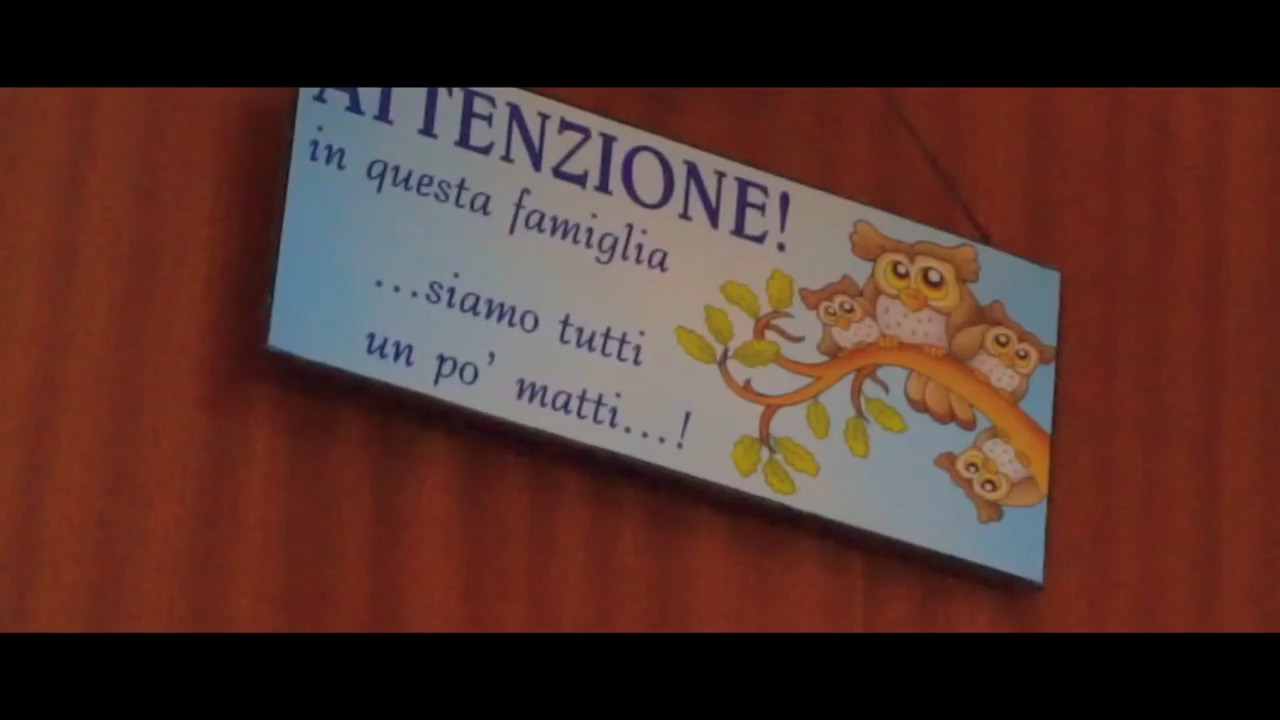 ATTENZIONE!
in questa famiglia
...siamo tutti
un po' matti...!